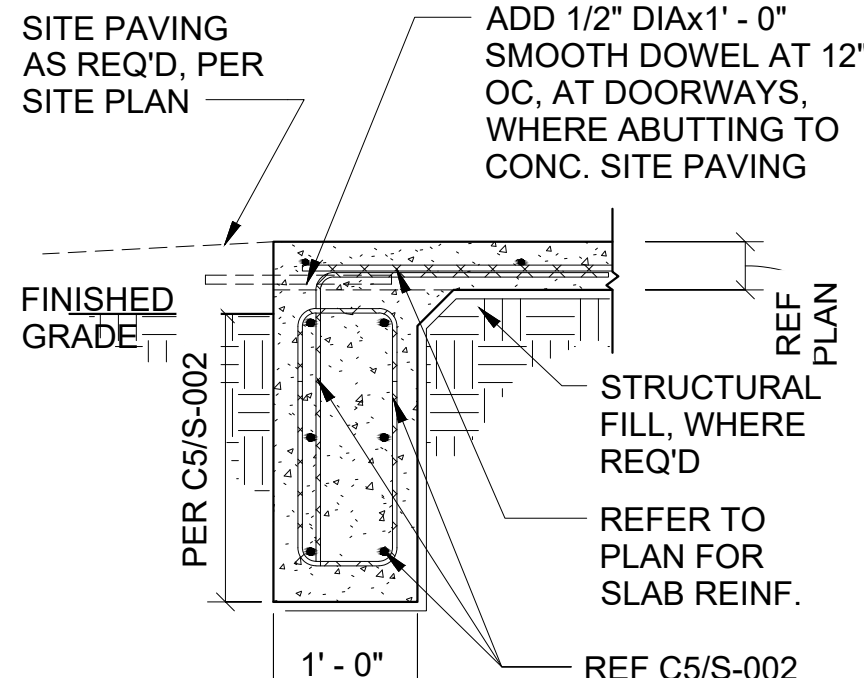 SITE PAVING
AS REQ'D, PER
SITE PLAN
ADD 1/2" DIAx1' - 0"
SMOOTH DOWEL AT 12"
OC, AT DOORWAYS,
WHERE ABUTTING TO
CONC. SITE PAVING
FINISHED
GRADE
PER C5/S-002
REF
PLAN
STRUCTURAL
FILL, WHERE
REQ'D
REFER TO
PLAN FOR
SLAB REINF.
1' - 0"
REF C5/S-002